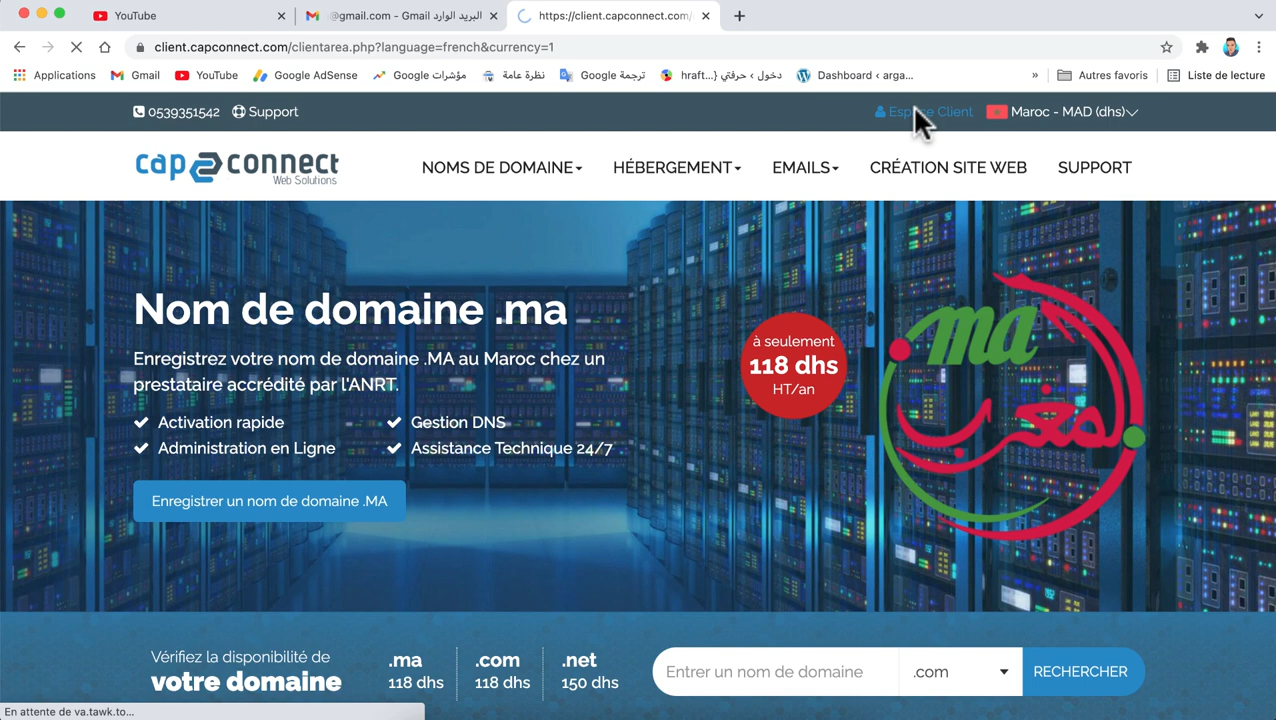 YouTube
@gmail.com - Gmail البريد الوارد
https://client.capconnect.com/
client.capconnect.com/clientarea.php?language=french&currency=1
Applications
Gmail
YouTube
Google AdSense
Google مؤشرات
نظرة عامة
Google ترجمة
دخول › حرفتي (...hraft
Dashboard ‹ arga...
»
Autres favoris
Liste de lecture
0539351542
Support
Espace Client
Maroc - MAD (dhs)
cap connect
Web Solutions
NOMS DE DOMAINE
HÉBERGEMENT
EMAILS
CRÉATION SITE WEB
SUPPORT
Nom de domaine .ma
Enregistrez votre nom de domaine .MA au Maroc chez un
prestataire accrédité par l'ANRT.
Activation rapide
Gestion DNS
Administration en Ligne
Assistance Technique 24/7
Enregistrer un nom de domaine .MA
à seulement
118 dhs
HT/an
.ma
المغرب
Vérifiez la disponibilité de
votre domaine
.ma
118 dhs
.com
118 dhs
.net
150 dhs
Entrer un nom de domaine
.com
RECHERCHER
En attente de va.tawk.to...